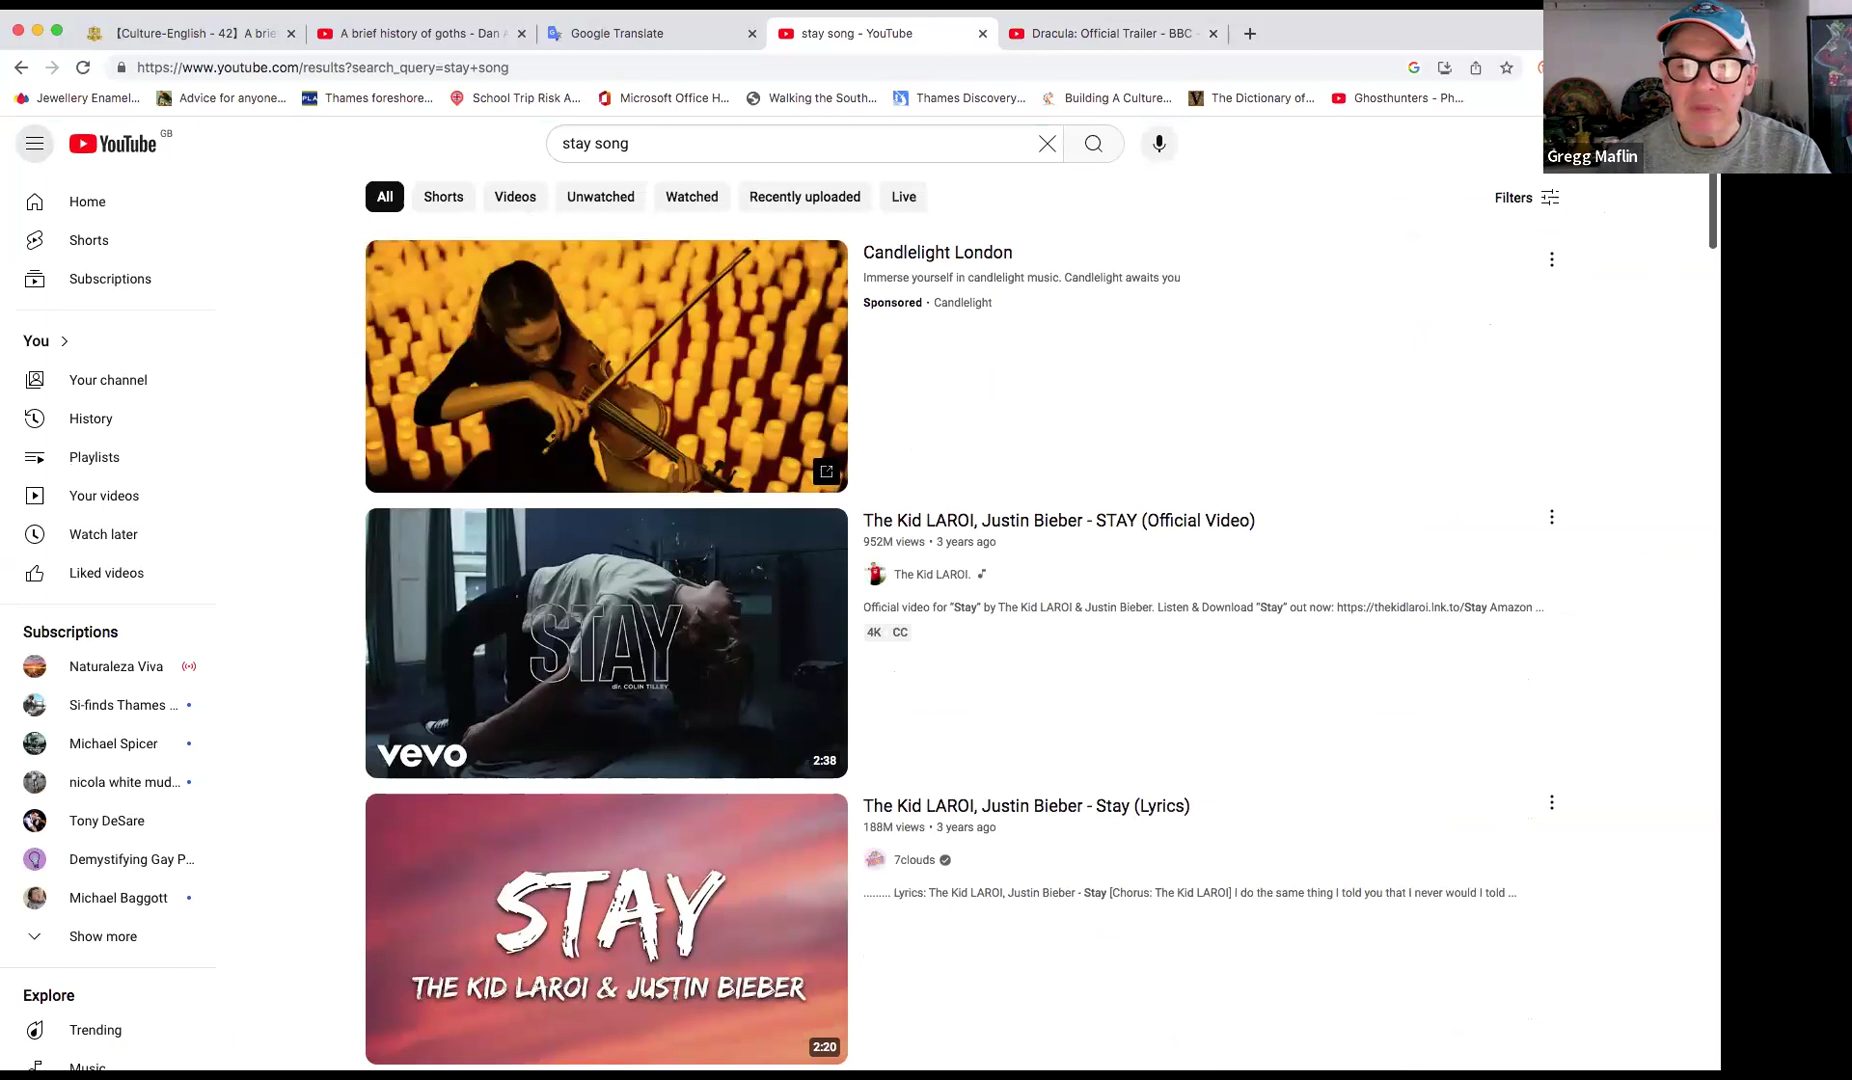 【Culture-English - 42】A brie
A brief history of goths - Dan A
Google Translate
stay song - YouTube
Dracula: Official Trailer - BBC -
https://www.youtube.com/results?search_query=stay+song
Jewellery Enamel...
Advice for anyone...
PLA
Thames foreshore...
School Trip Risk A...
Microsoft Office H...
Walking the South...
Thames Discovery...
Building A Culture...
The Dictionary of...
Ghosthunters - Ph...
Gregg Maflin
YouTube GB
stay song
All
Shorts
Videos
Unwatched
Watched
Recently uploaded
Live
Filters
Home
Shorts
Subscriptions
You
Your channel
History
Playlists
Your videos
Watch later
Liked videos
Subscriptions
Naturaleza Viva
Si-finds Thames ...
Michael Spicer
nicola white mud...
Tony DeSare
Demystifying Gay P...
Michael Baggott
Show more
Explore
Trending
Music
Candlelight London
Immerse yourself in candlelight music. Candlelight awaits you
Sponsored · Candlelight
STAY
dir. COLIN TILLEY
vevo
2:38
The Kid LAROI, Justin Bieber - STAY (Official Video)
952M views • 3 years ago
The Kid LAROI.
Official video for "Stay" by The Kid LAROI & Justin Bieber. Listen & Download "Stay" out now: https://thekidlaroi.lnk.to/Stay Amazon ...
4K CC
STAY
THE KID LAROI & JUSTIN BIEBER
2:20
The Kid LAROI, Justin Bieber - Stay (Lyrics)
188M views • 3 years ago
7clouds
......... Lyrics: The Kid LAROI, Justin Bieber - Stay [Chorus: The Kid LAROI] I do the same thing I told you that I never would I told ...